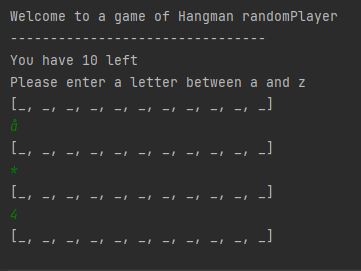 Welcome to a game of Hangman randomPlayer
------------------------------
You have 10 left
Please enter a letter between a and z
[_, _, _, _, _, _, _, _, _, _]
å
[_, _, _, _, _, _, _, _, _, _]
*
[_, _, _, _, _, _, _, _, _, _]
4
[_, _, _, _, _, _, _, _, _, _]